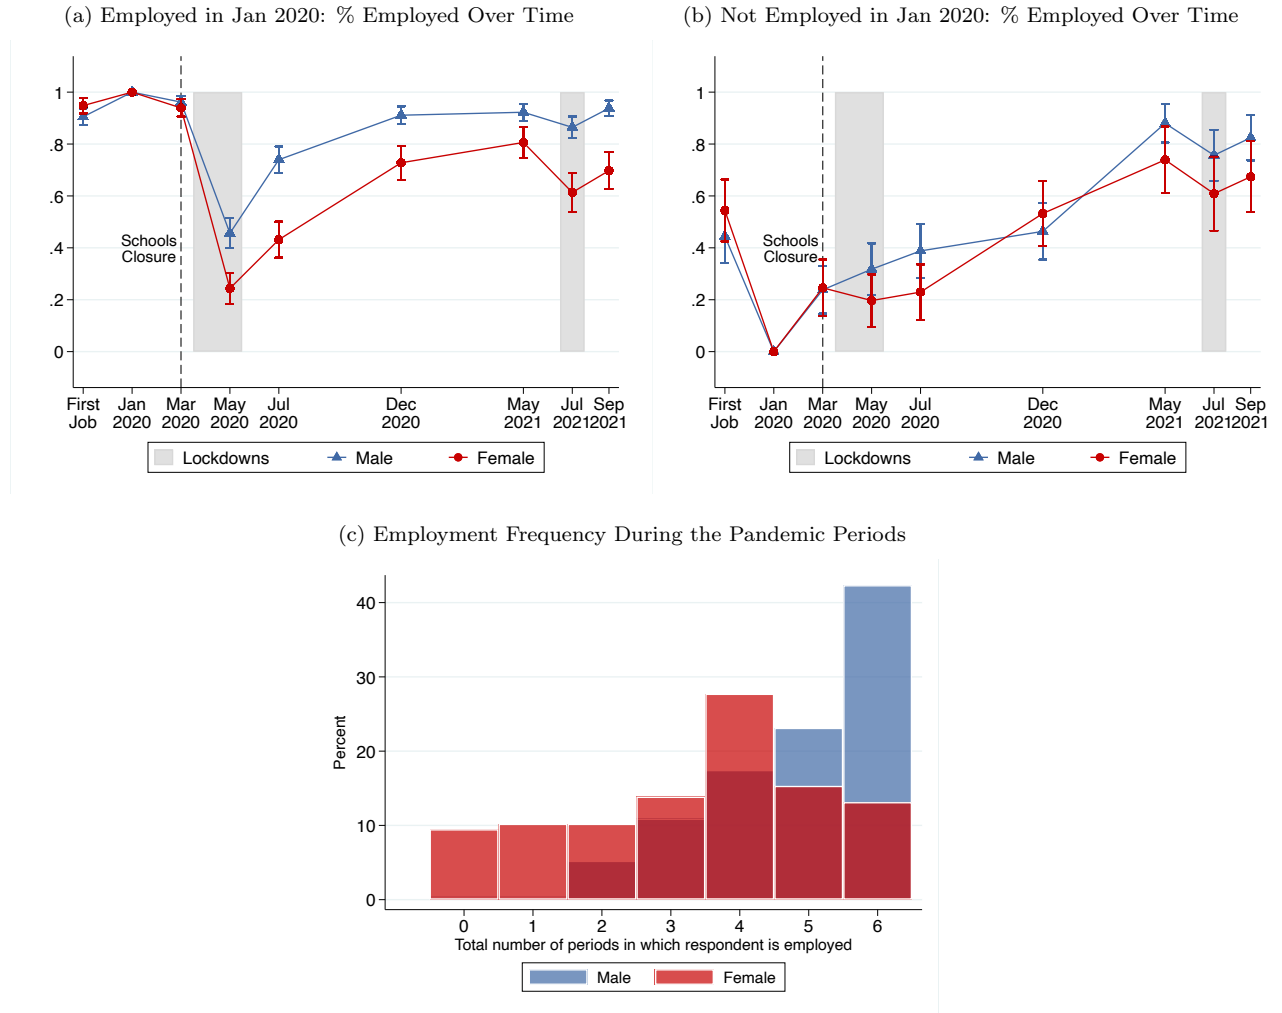 (a) Employed in Jan 2020: % Employed Over Time
1
.8
.6
.4
.2
0
Schools
Closure
First Jan Mar May Jul Dec May Jul Sep
Job 2020 2020 2020 2020 2020 2021 2021 2021
Lockdowns Male Female
(b) Not Employed in Jan 2020: % Employed Over Time
1
.8
.6
.4
.2
0
Schools
Closure
First Jan Mar May Jul Dec May Jul Sep
Job 2020 2020 2020 2020 2020 2021 2021 2021
Lockdowns Male Female
(c) Employment Frequency During the Pandemic Periods
Percent
40
30
20
10
0
0 1 2 3 4 5 6
Total number of periods in which respondent is employed
Male Female